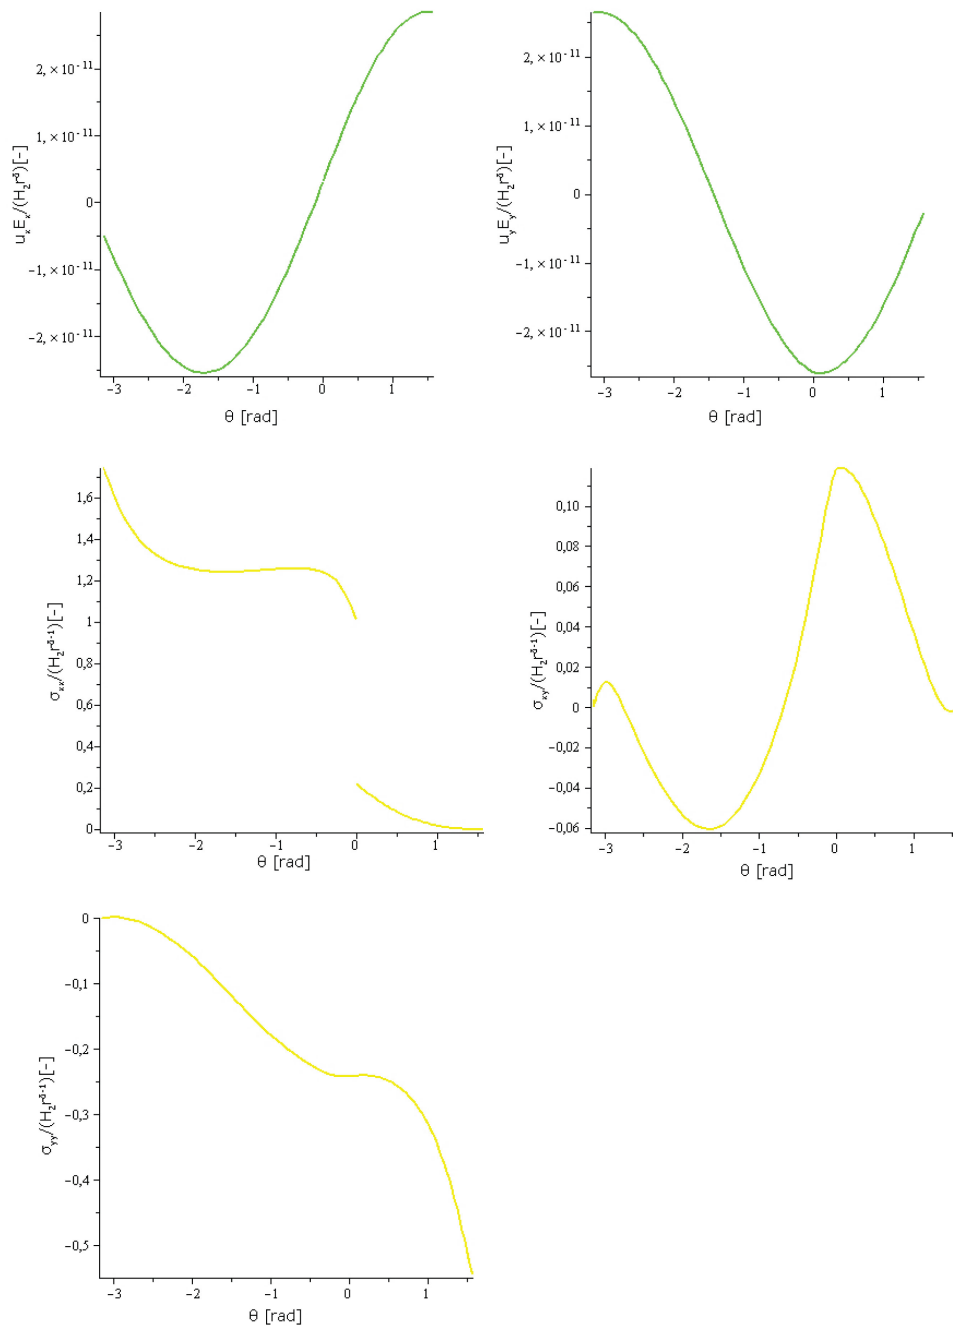 2,×10⁻¹¹
1,×10⁻¹¹
0
−1,×10⁻¹¹
−2,×10⁻¹¹
uₓEₓ/(H₂r^δ)[-]
−3 −2 −1 0 1
θ [rad]
2,×10⁻¹¹
1,×10⁻¹¹
0
−1,×10⁻¹¹
−2,×10⁻¹¹
u_yE_y/(H₂r^δ)[-]
−3 −2 −1 0 1
θ [rad]
1,6
1,4
1,2
1
0,8
0,6
0,4
0,2
0
σₓₓ/(H₂r^δ-1)[-]
−3 −2 −1 0 1
θ [rad]
0,10
0,08
0,06
0,04
0,02
0
−0,02
−0,04
−0,06
σ_xy/(H₂r^δ-1)[-]
−3 −2 −1 0 1
θ [rad]
0
−0,1
−0,2
−0,3
−0,4
−0,5
σ_yy/(H₂r^δ-1)[-]
−3 −2 −1 0 1
θ [rad]